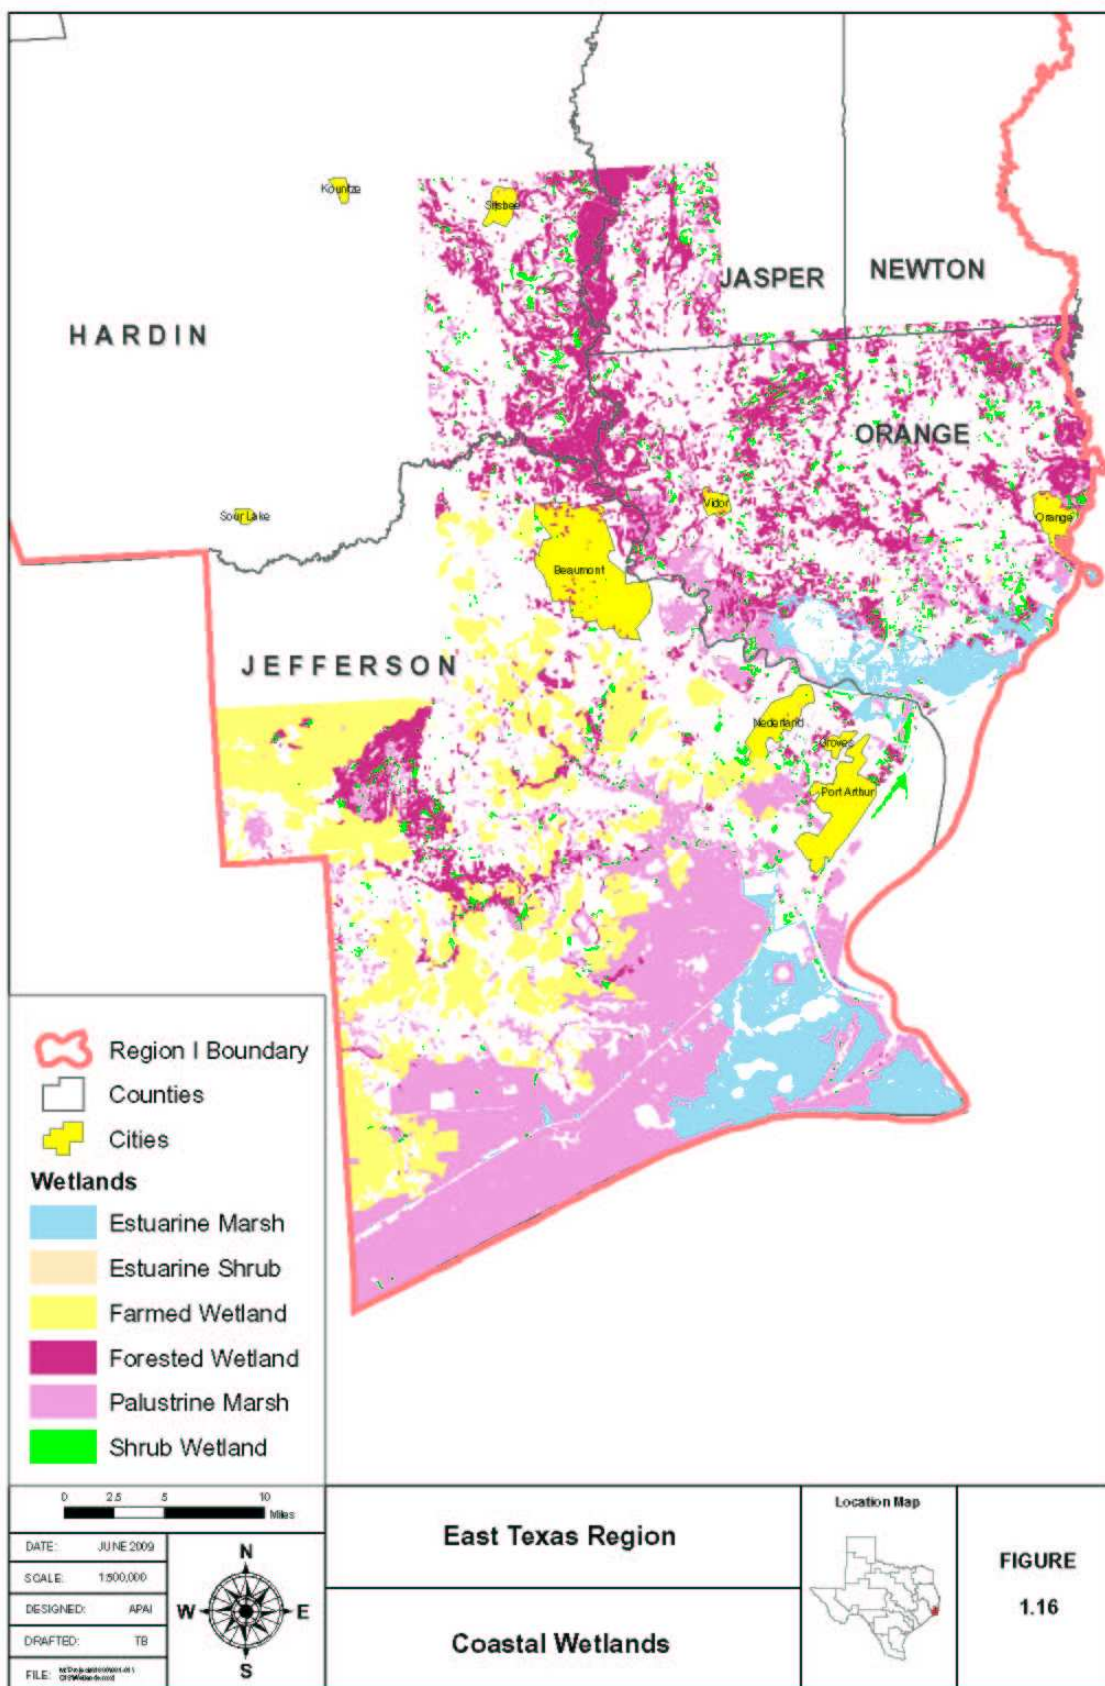 Kountze
Silsbee
JASPER
NEWTON
HARDIN
ORANGE
Vidor
Orange
Sour Lake
Beaumont
JEFFERSON
Nederland
Groves
Port Arthur
Region I Boundary
Counties
Cities
Wetlands
Estuarine Marsh
Estuarine Shrub
Farmed Wetland
Forested Wetland
Palustrine Marsh
Shrub Wetland
0 2.5 5 10
Miles
DATE: JUNE 2009
SCALE: 1:500,000
DESIGNED: APAI
DRAFTED: TB
FILE:
N
W E
S
East Texas Region
Coastal Wetlands
Location Map
FIGURE
1.16